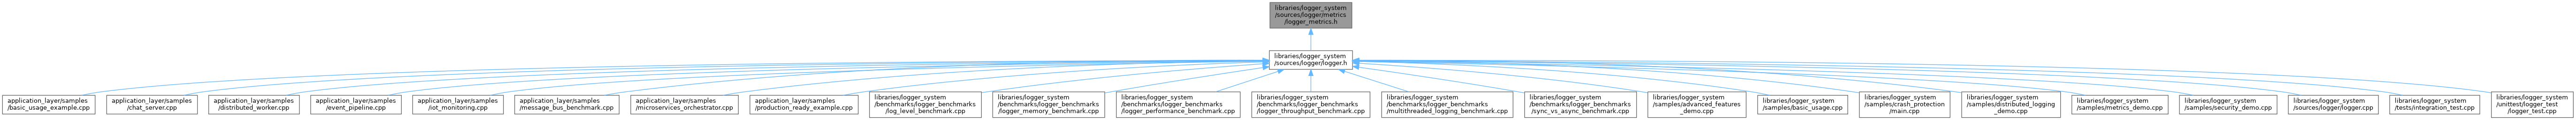 libraries/logger_system
/sources/logger/metrics
/logger_metrics.h
libraries/logger_system
/sources/logger/logger.h
application_layer/samples
/basic_usage_example.cpp
application_layer/samples
/chat_server.cpp
application_layer/samples
/distributed_worker.cpp
application_layer/samples
/event_pipeline.cpp
application_layer/samples
/iot_monitoring.cpp
application_layer/samples
/message_bus_benchmark.cpp
application_layer/samples
/microservices_orchestrator.cpp
application_layer/samples
/production_ready_example.cpp
libraries/logger_system
/benchmarks/logger_benchmarks
/log_level_benchmark.cpp
libraries/logger_system
/benchmarks/logger_benchmarks
/logger_memory_benchmark.cpp
libraries/logger_system
/benchmarks/logger_benchmarks
/logger_performance_benchmark.cpp
libraries/logger_system
/benchmarks/logger_benchmarks
/logger_throughput_benchmark.cpp
libraries/logger_system
/benchmarks/logger_benchmarks
/multithreaded_logging_benchmark.cpp
libraries/logger_system
/benchmarks/logger_benchmarks
/sync_vs_async_benchmark.cpp
libraries/logger_system
/samples/advanced_features
_demo.cpp
libraries/logger_system
/samples/basic_usage.cpp
libraries/logger_system
/samples/crash_protection
/main.cpp
libraries/logger_system
/samples/distributed_logging
_demo.cpp
libraries/logger_system
/samples/metrics_demo.cpp
libraries/logger_system
/samples/security_demo.cpp
libraries/logger_system
/sources/logger/logger.cpp
libraries/logger_system
/tests/integration_test.cpp
libraries/logger_system
/unittest/logger_test
/logger_test.cpp